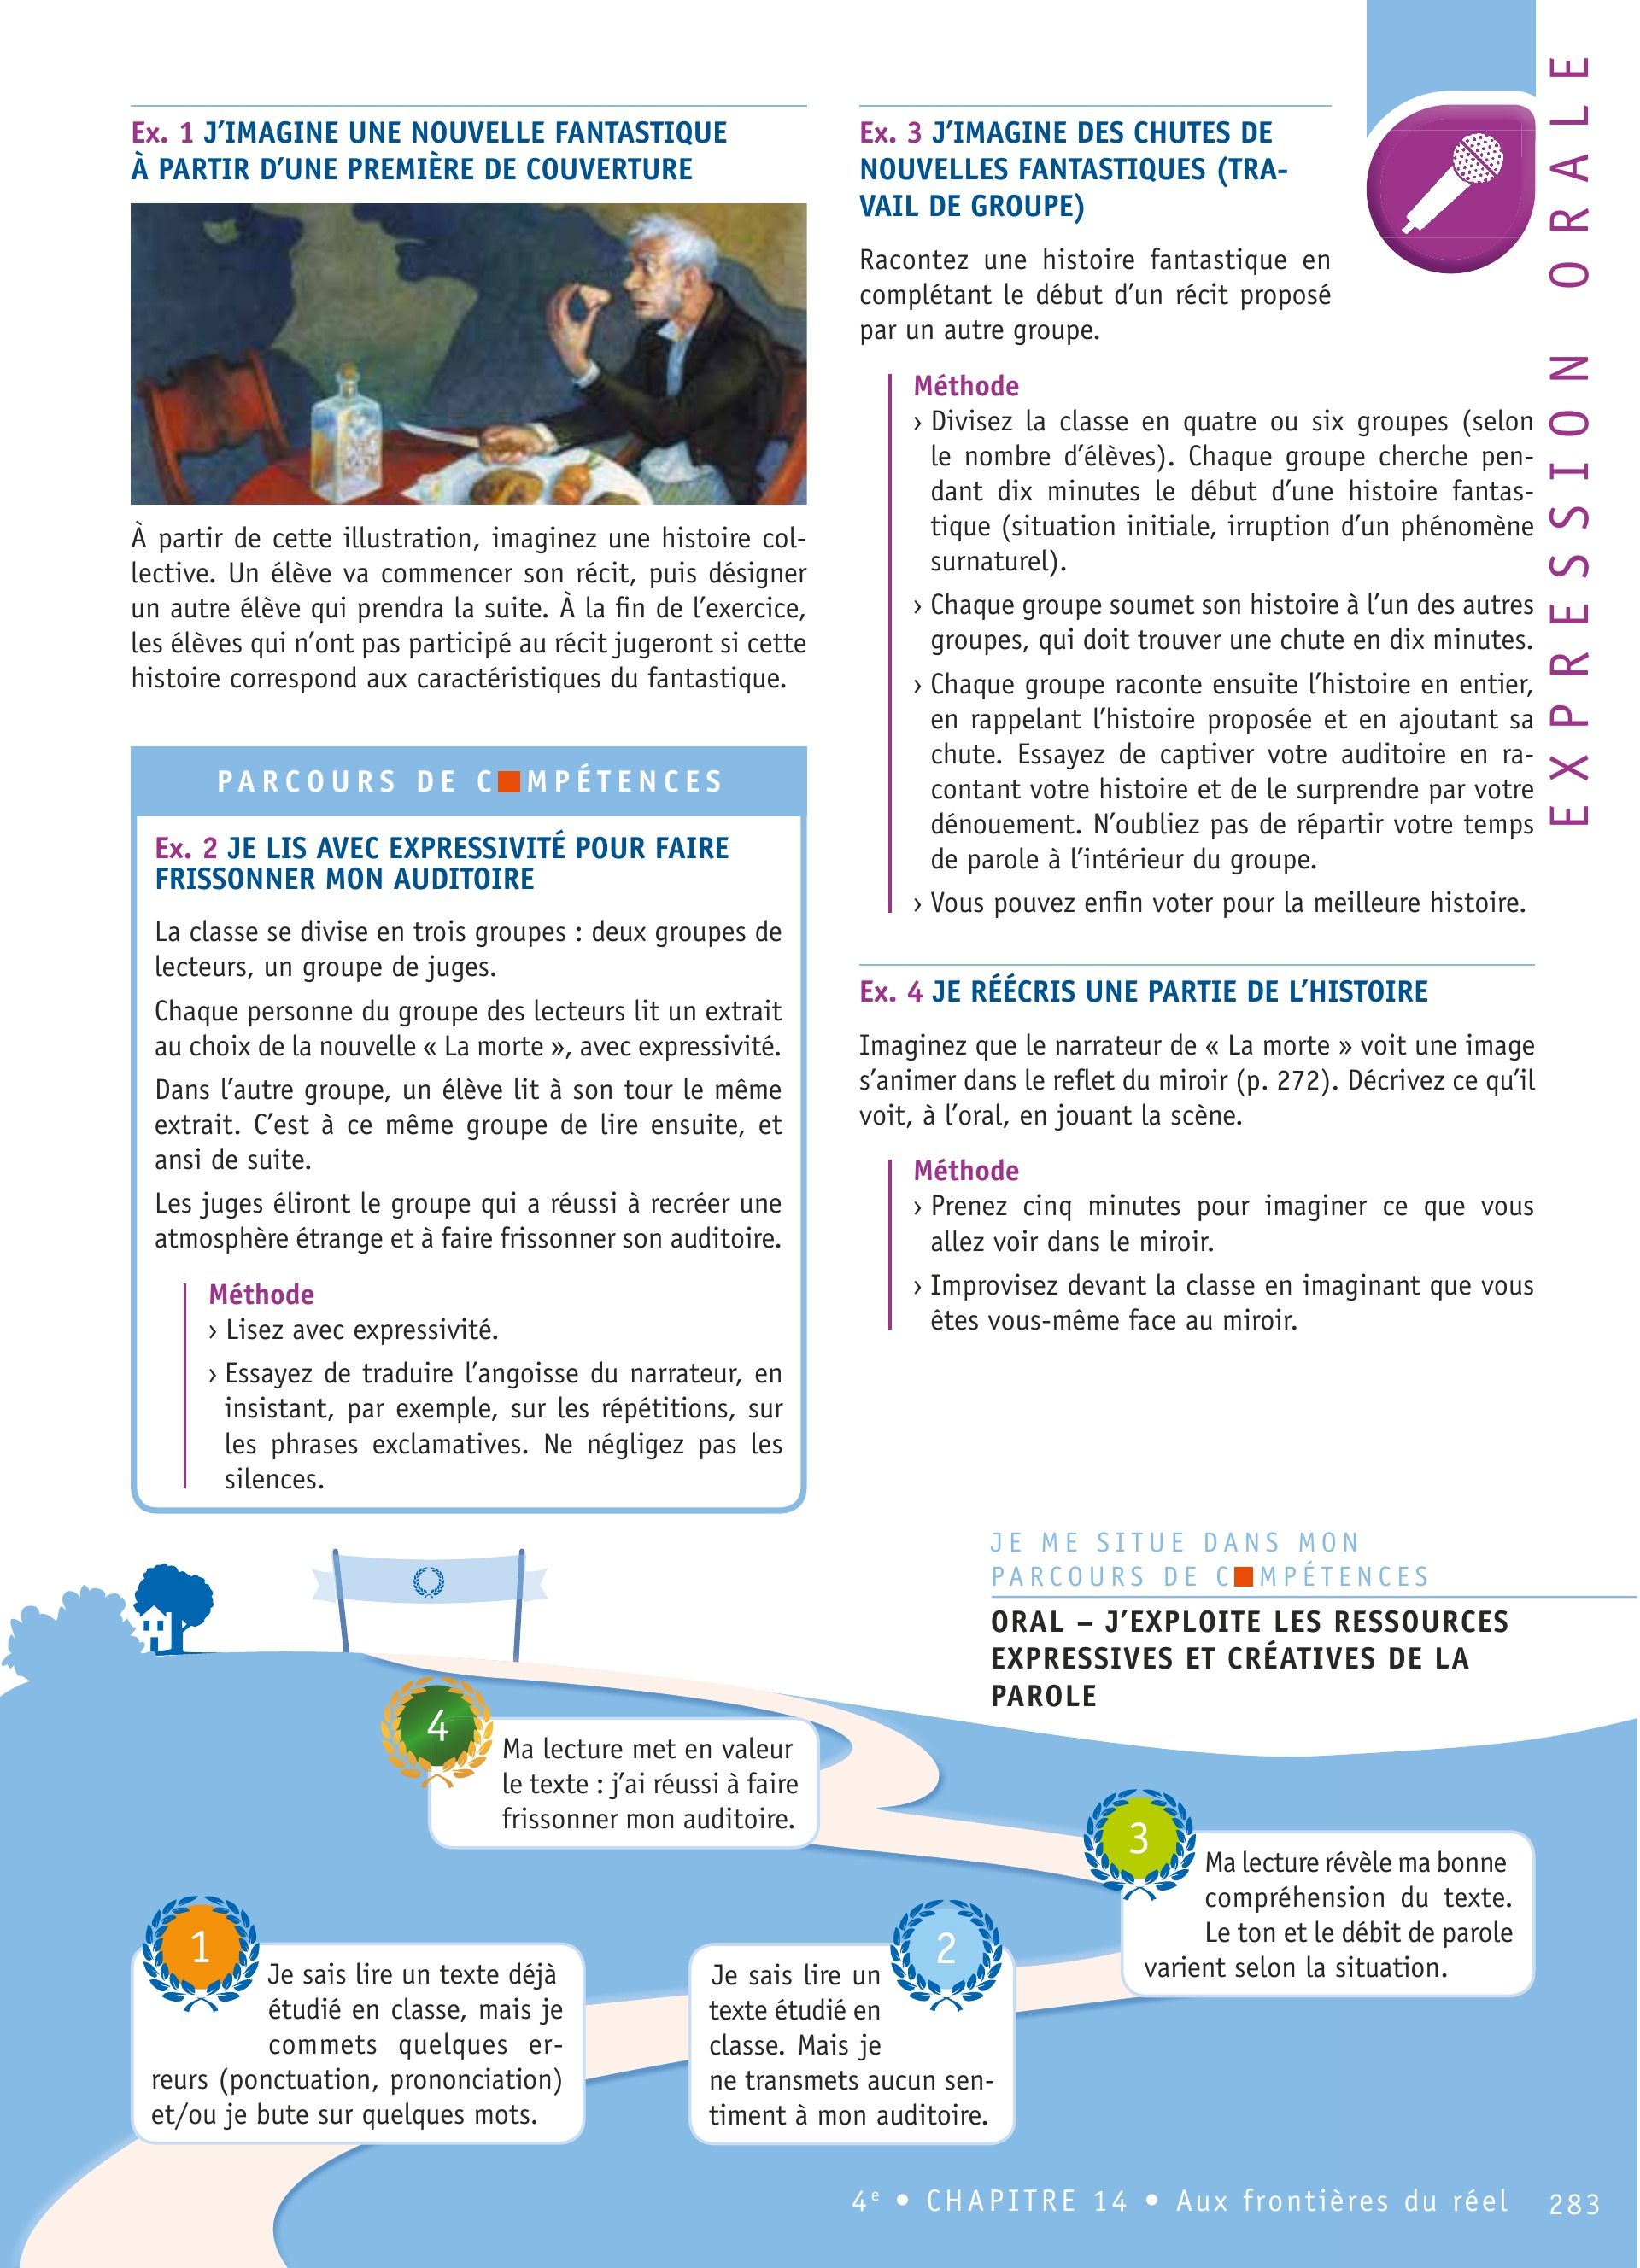 Ex. 1 J’IMAGINE UNE NOUVELLE FANTASTIQUE
À PARTIR D’UNE PREMIÈRE DE COUVERTURE
À partir de cette illustration, imaginez une histoire col-
lective. Un élève va commencer son récit, puis désigner
un autre élève qui prendra la suite. À la fin de l’exercice,
les élèves qui n’ont pas participé au récit jugeront si cette
histoire correspond aux caractéristiques du fantastique.
PARCOURS DE C■MPÉTENCES
Ex. 2 JE LIS AVEC EXPRESSIVITÉ POUR FAIRE
FRISSONNER MON AUDITOIRE
La classe se divise en trois groupes : deux groupes de
lecteurs, un groupe de juges.
Chaque personne du groupe des lecteurs lit un extrait
au choix de la nouvelle « La morte », avec expressivité.
Dans l’autre groupe, un élève lit à son tour le même
extrait. C’est à ce même groupe de lire ensuite, et
ansi de suite.
Les juges éliront le groupe qui a réussi à recréer une
atmosphère étrange et à faire frissonner son auditoire.
Méthode
› Lisez avec expressivité.
› Essayez de traduire l’angoisse du narrateur, en
insistant, par exemple, sur les répétitions, sur
les phrases exclamatives. Ne négligez pas les
silences.
Ex. 3 J’IMAGINE DES CHUTES DE
NOUVELLES FANTASTIQUES (TRA-
VAIL DE GROUPE)
Racontez une histoire fantastique en
complétant le début d’un récit proposé
par un autre groupe.
Méthode
› Divisez la classe en quatre ou six groupes (selon
le nombre d’élèves). Chaque groupe cherche pen-
dant dix minutes le début d’une histoire fantas-
tique (situation initiale, irruption d’un phénomène
surnaturel).
› Chaque groupe soumet son histoire à l’un des autres
groupes, qui doit trouver une chute en dix minutes.
› Chaque groupe raconte ensuite l’histoire en entier,
en rappelant l’histoire proposée et en ajoutant sa
chute. Essayez de captiver votre auditoire en ra-
contant votre histoire et de le surprendre par votre
dénouement. N’oubliez pas de répartir votre temps
de parole à l’intérieur du groupe.
› Vous pouvez enfin voter pour la meilleure histoire.
Ex. 4 JE RÉÉCRIS UNE PARTIE DE L’HISTOIRE
Imaginez que le narrateur de « La morte » voit une image
s’animer dans le reflet du miroir (p. 272). Décrivez ce qu’il
voit, à l’oral, en jouant la scène.
Méthode
› Prenez cinq minutes pour imaginer ce que vous
allez voir dans le miroir.
› Improvisez devant la classe en imaginant que vous
êtes vous-même face au miroir.
EXPRESSION ORALE
JE ME SITUE DANS MON
PARCOURS DE C■MPÉTENCES
ORAL – J’EXPLOITE LES RESSOURCES
EXPRESSIVES ET CRÉATIVES DE LA
PAROLE
4
Ma lecture met en valeur
le texte : j’ai réussi à faire
frissonner mon auditoire.
3
Ma lecture révèle ma bonne
compréhension du texte.
Le ton et le débit de parole
varient selon la situation.
1
Je sais lire un texte déjà
étudié en classe, mais je
commets quelques er-
reurs (ponctuation, prononciation)
et/ou je bute sur quelques mots.
2
Je sais lire un
texte étudié en
classe. Mais je
ne transmets aucun sen-
timent à mon auditoire.
4e • CHAPITRE 14 • Aux frontières du réel 283